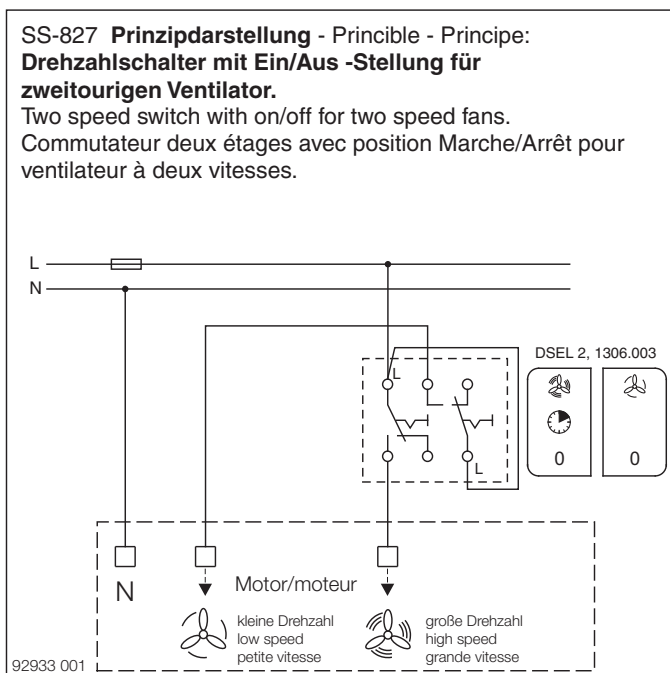 SS-827 Prinzipdarstellung - Princible - Principe:
Drehzahlschalter mit Ein/Aus -Stellung für
zweitourigen Ventilator.
Two speed switch with on/off for two speed fans.
Commutateur deux étages avec position Marche/Arrêt pour
ventilateur à deux vitesses.
L
N
DSEL 2, 1306.003
L
0
0
L
N
Motor/moteur
kleine Drehzahl
low speed
petite vitesse
große Drehzahl
high speed
grande vitesse
92933 001